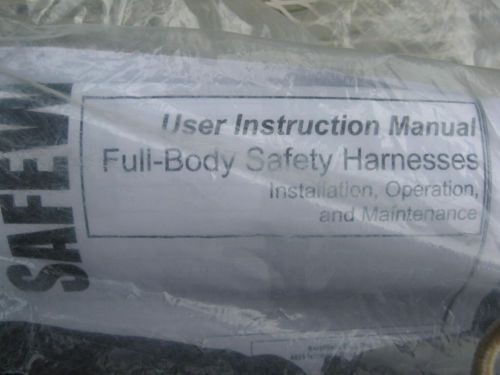 SAFEW
User Instruction Manual
Full-Body Safety Harnesses
Installation, Operation,
and Maintenance